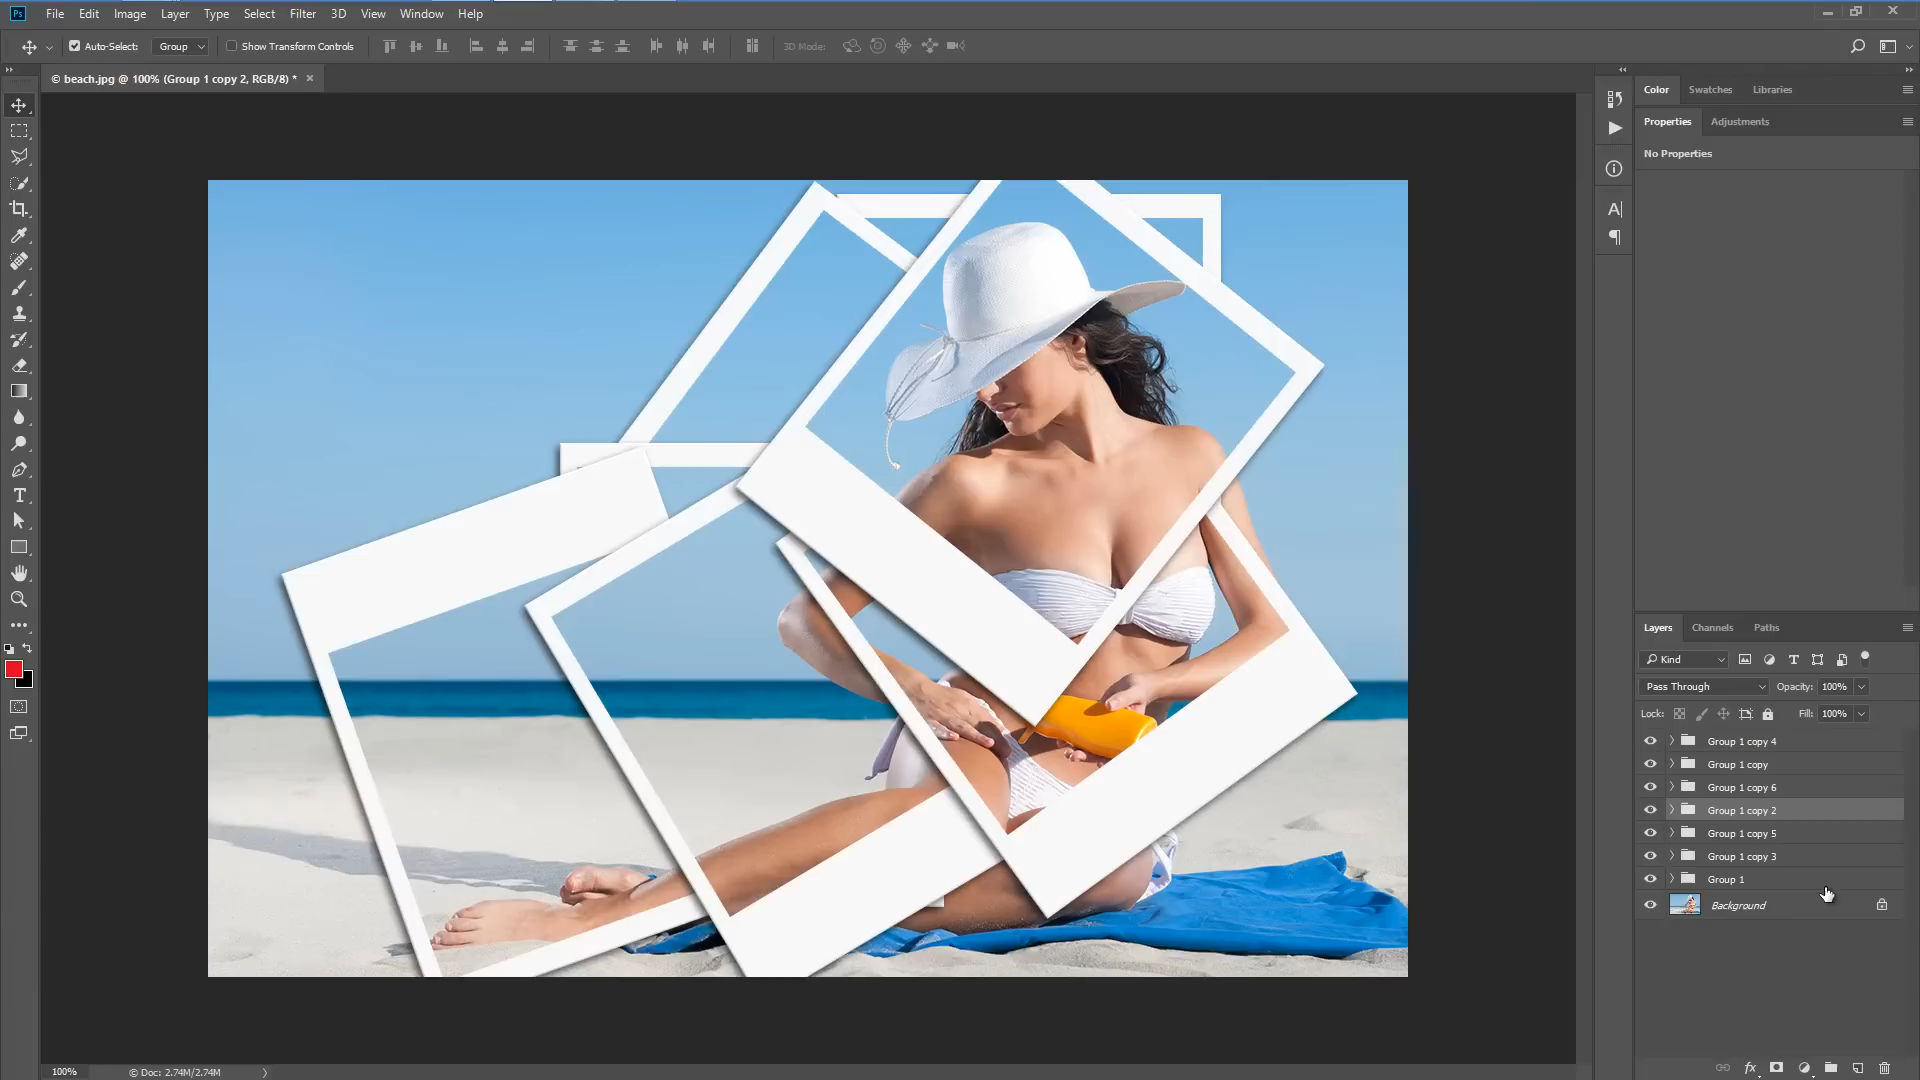 Ps File Edit Image Layer Type Select Filter 3D View Window Help
Auto-Select: Group Show Transform Controls 3D Mode:
© beach.jpg @ 100% (Group 1 copy 2, RGB/8) *
Color Swatches Libraries
Properties Adjustments
No Properties
Layers Channels Paths
Kind
Pass Through Opacity: 100%
Lock: Fill: 100%
Group 1 copy 4
Group 1 copy
Group 1 copy 6
Group 1 copy 2
Group 1 copy 5
Group 1 copy 3
Group 1
Background
100% © Doc: 2.74M/2.74M